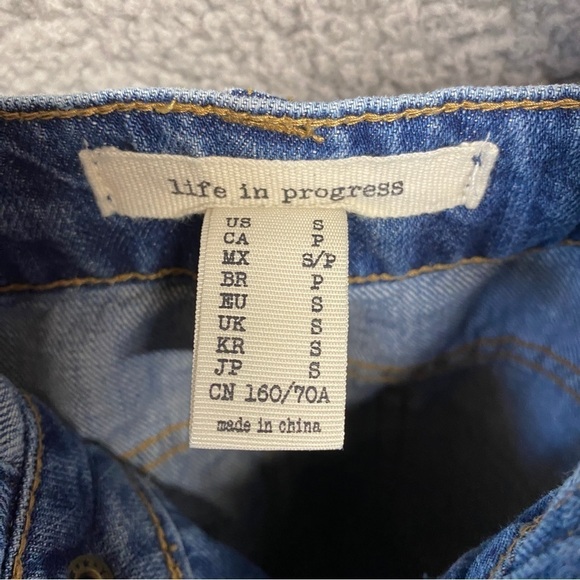 life in progress
US S
CA P
MX S/P
BR P
EU S
UK S
KR S
JP S
CN 160/70A
made in china